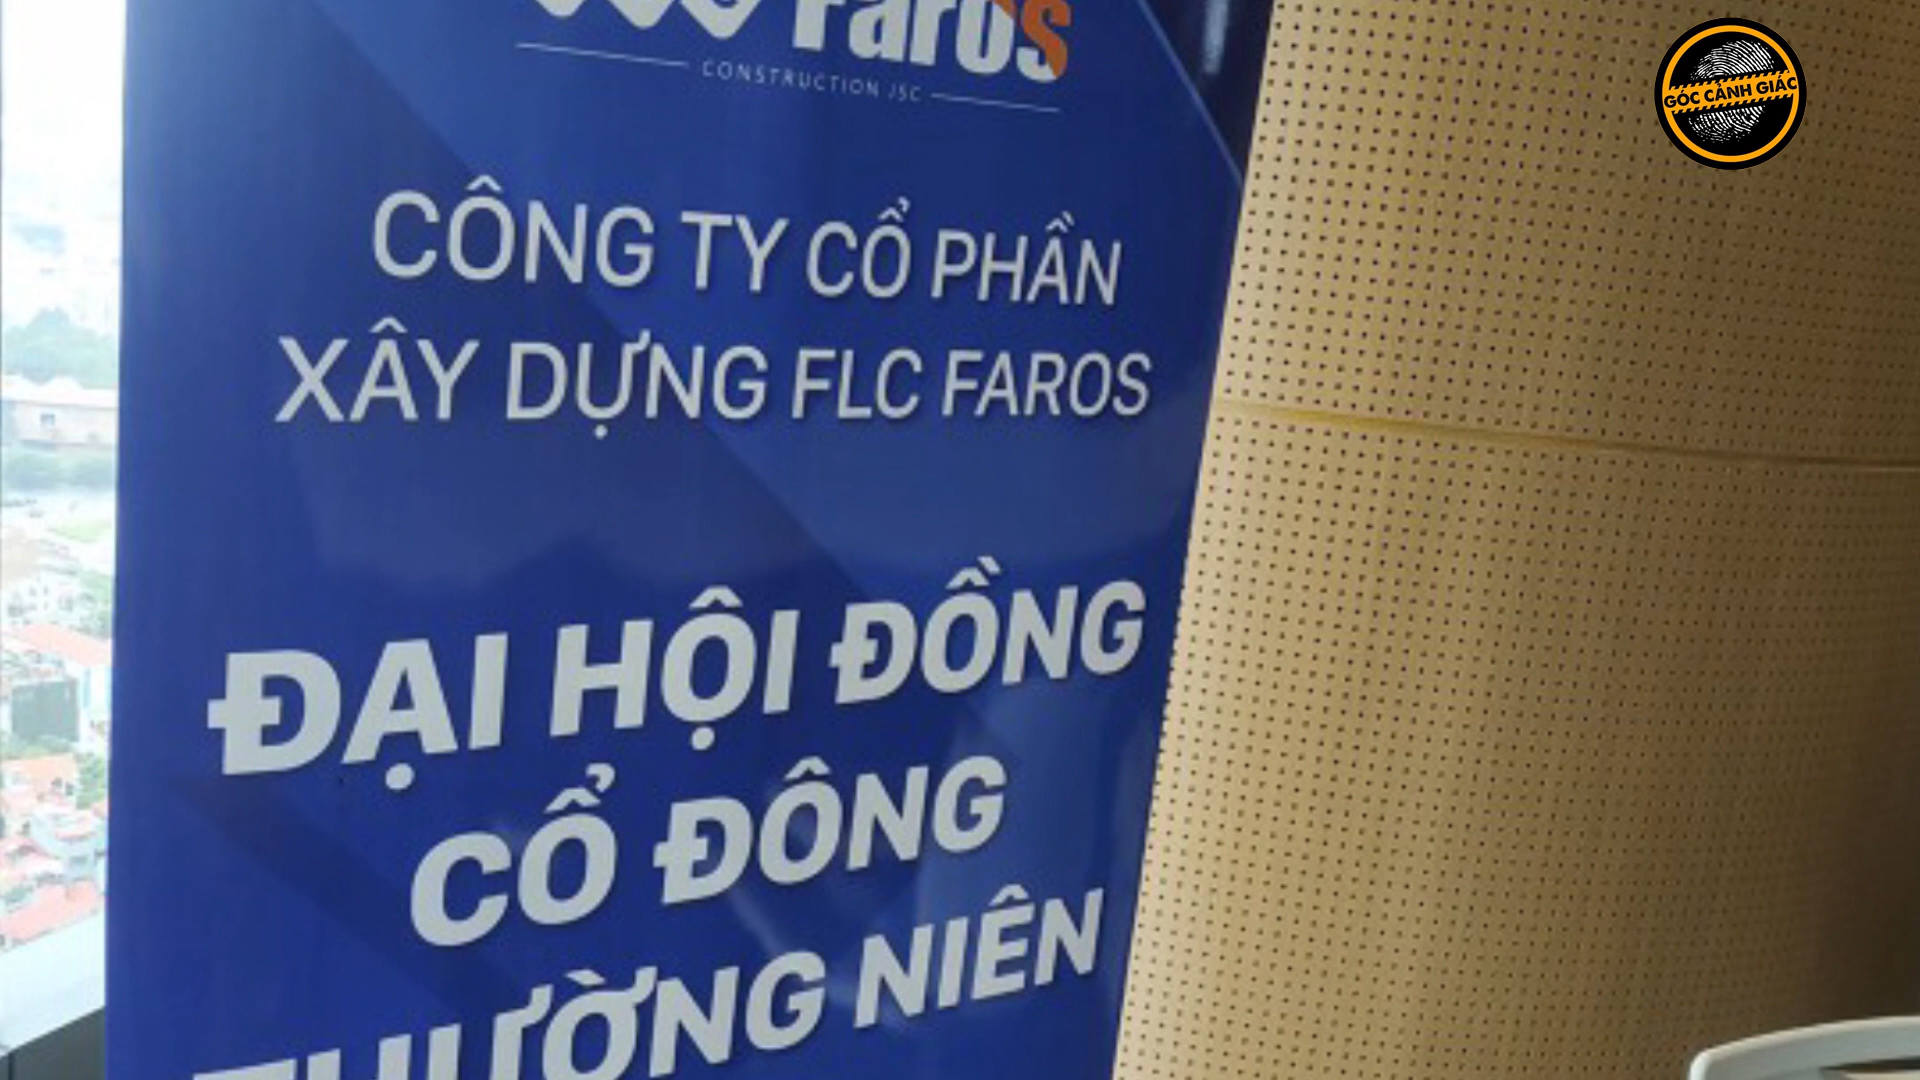 Faros
CONSTRUCTION JSC
CÔNG TY CỔ PHẦN
XÂY DỰNG FLC FAROS
ĐẠI HỘI ĐỒNG
CỔ ĐÔNG
THƯỜNG NIÊN
GÓC CẢNH GIÁC